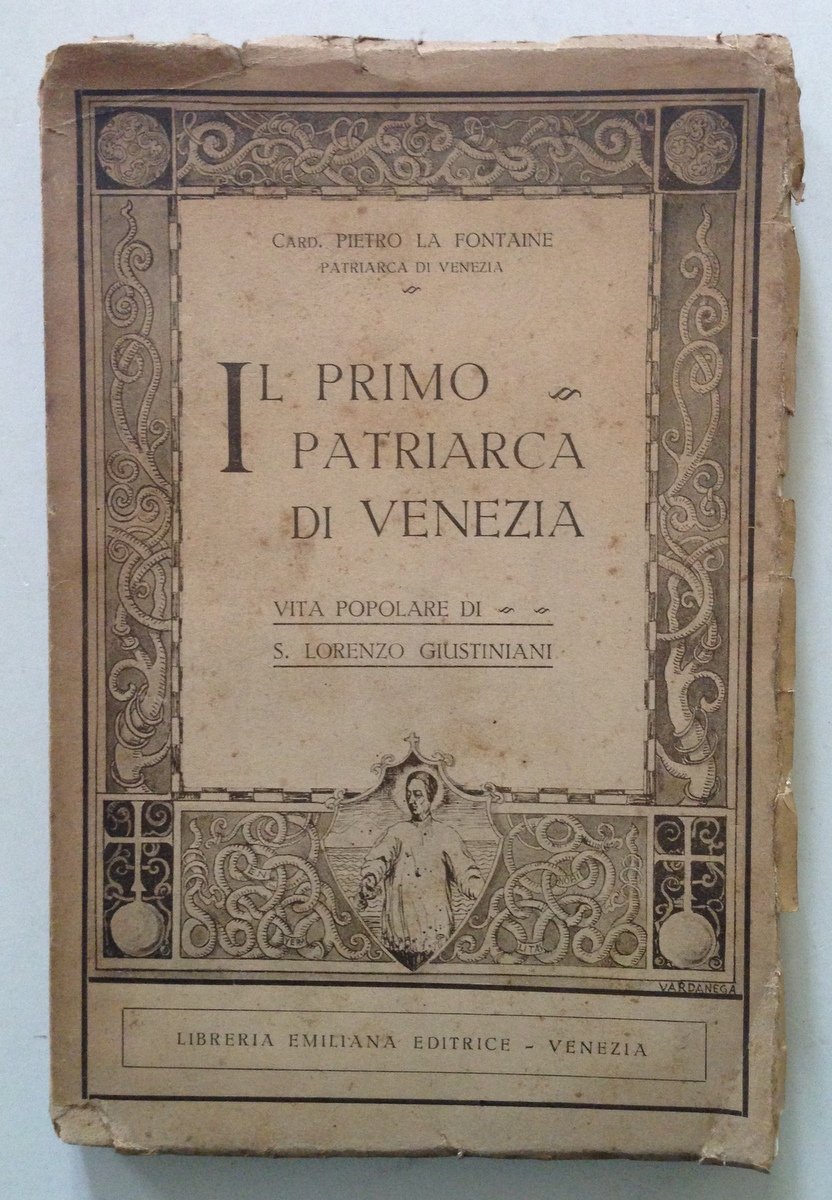 CARD. PIETRO LA FONTAINE
PATRIARCA DI VENEZIA
IL PRIMO
PATRIARCA
DI VENEZIA
VITA POPOLARE DI
S. LORENZO GIUSTINIANI
VARDANEGA
LIBRERIA EMILIANA EDITRICE - VENEZIA